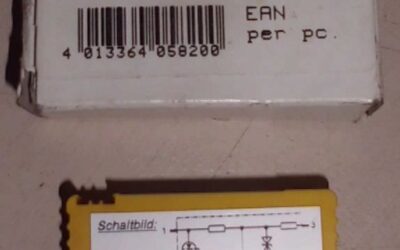 EAN
per pc.
4 013364 058200
Schaltbild:
1
3